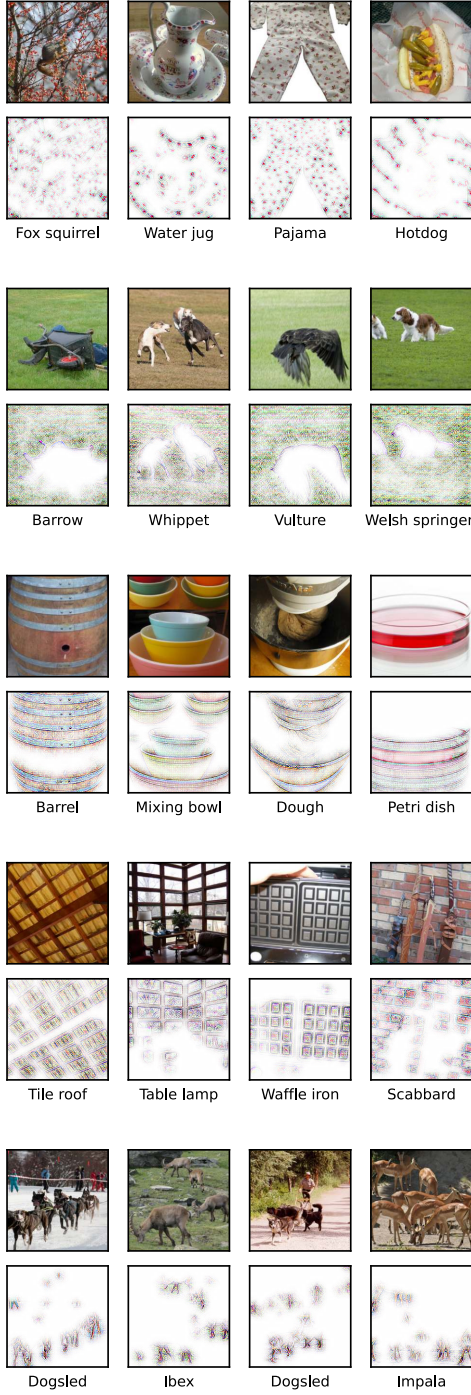 Fox squirrel Water jug Pajama Hotdog
Barrow Whippet Vulture Welsh springer
Barrel Mixing bowl Dough Petri dish
Tile roof Table lamp Waffle iron Scabbard
Dogsled Ibex Dogsled Impala